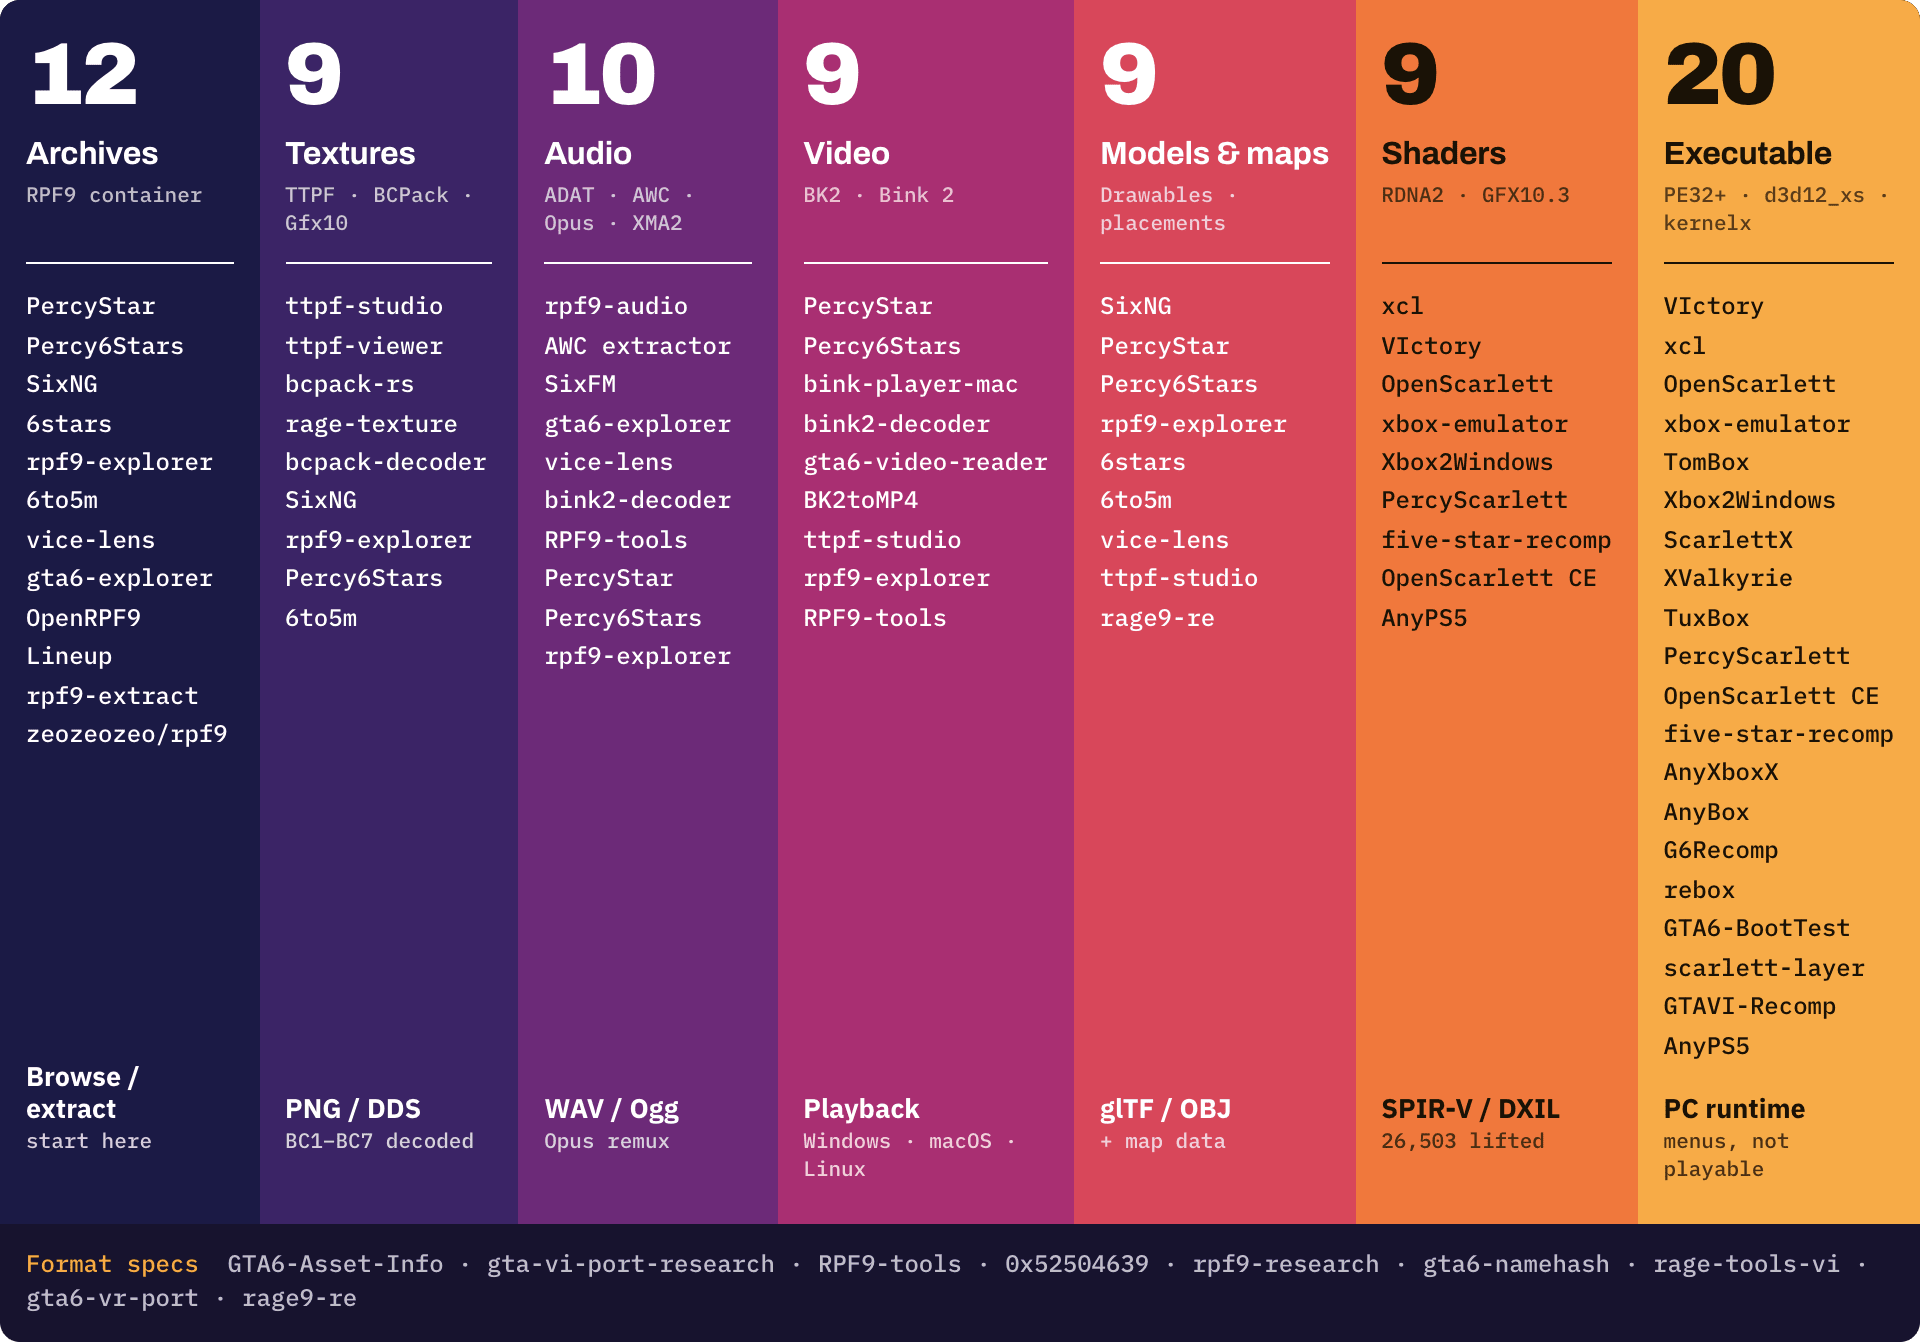 12
Archives
RPF9 container
PercyStar
Percy6Stars
SixNG
6stars
rpf9-explorer
6to5m
vice-lens
gta6-explorer
OpenRPF9
Lineup
rpf9-extract
zeozeozeo/rpf9
Browse /
extract
start here
9
Textures
TTPF · BCPack ·
Gfx10
ttpf-studio
ttpf-viewer
bcpack-rs
rage-texture
bcpack-decoder
SixNG
rpf9-explorer
Percy6Stars
6to5m
PNG / DDS
BC1–BC7 decoded
10
Audio
ADAT · AWC ·
Opus · XMA2
rpf9-audio
AWC extractor
SixFM
gta6-explorer
vice-lens
bink2-decoder
RPF9-tools
PercyStar
Percy6Stars
rpf9-explorer
WAV / Ogg
Opus remux
9
Video
BK2 · Bink 2
PercyStar
Percy6Stars
bink-player-mac
bink2-decoder
gta6-video-reader
BK2toMP4
ttpf-studio
rpf9-explorer
RPF9-tools
Playback
Windows · macOS ·
Linux
9
Models & maps
Drawables ·
placements
SixNG
PercyStar
Percy6Stars
rpf9-explorer
6stars
6to5m
vice-lens
ttpf-studio
rage9-re
glTF / OBJ
+ map data
9
Shaders
RDNA2 · GFX10.3
xcl
VIctory
OpenScarlett
xbox-emulator
Xbox2Windows
PercyScarlett
five-star-recomp
OpenScarlett CE
AnyPS5
SPIR-V / DXIL
26,503 lifted
20
Executable
PE32+ · d3d12_xs ·
kernelx
VIctory
xcl
OpenScarlett
xbox-emulator
TomBox
Xbox2Windows
ScarlettX
XValkyrie
TuxBox
PercyScarlett
OpenScarlett CE
five-star-recomp
AnyXboxX
AnyBox
G6Recomp
rebox
GTA6-BootTest
scarlett-layer
GTAVI-Recomp
AnyPS5
PC runtime
menus, not
playable
Format specs GTA6-Asset-Info · gta-vi-port-research · RPF9-tools · 0x52504639 · rpf9-research · gta6-namehash · rage-tools-vi ·
gta6-vr-port · rage9-re